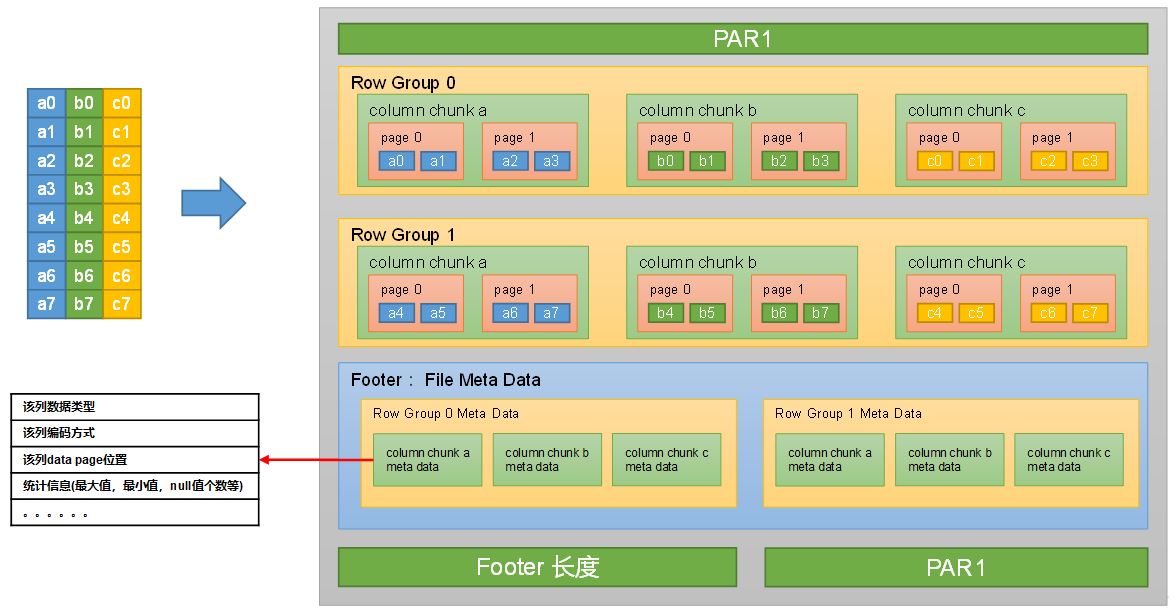 a0 b0 c0
a1 b1 c1
a2 b2 c2
a3 b3 c3
a4 b4 c4
a5 b5 c5
a6 b6 c6
a7 b7 c7
PAR1
Row Group 0
column chunk a
page 0
a0 a1
page 1
a2 a3
column chunk b
page 0
b0 b1
page 1
b2 b3
column chunk c
page 0
c0 c1
page 1
c2 c3
Row Group 1
column chunk a
page 0
a4 a5
page 1
a6 a7
column chunk b
page 0
b4 b5
page 1
b6 b7
column chunk c
page 0
c4 c5
page 1
c6 c7
Footer： File Meta Data
Row Group 0 Meta Data
column chunk a
meta data
column chunk b
meta data
column chunk c
meta data
Row Group 1 Meta Data
column chunk a
meta data
column chunk b
meta data
column chunk c
meta data
该列数据类型
该列编码方式
该列data page位置
统计信息(最大值，最小值，null值个数等)
。。。。。。
Footer 长度
PAR1